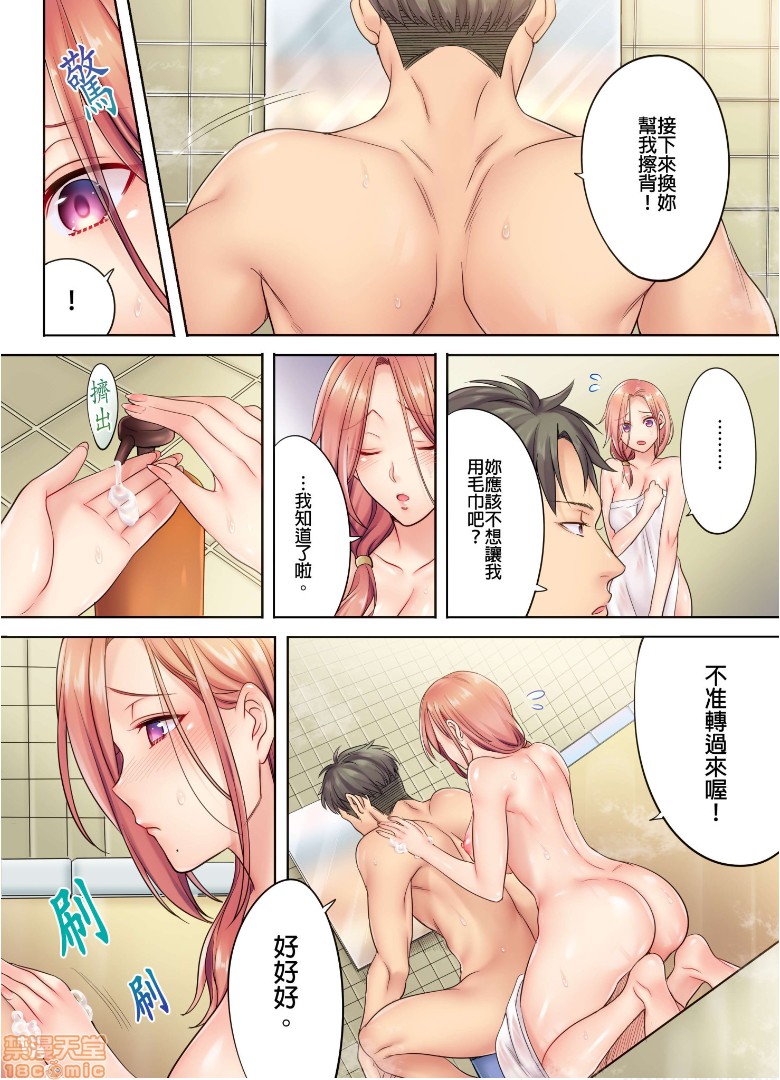 接下來換妳
幫我擦背！
驚
！
………
妳應該不想讓我
用毛巾吧？
…我知道了啦。
擠出
不准轉過來喔！
好好好。
刷
刷
禁漫天堂
18comic